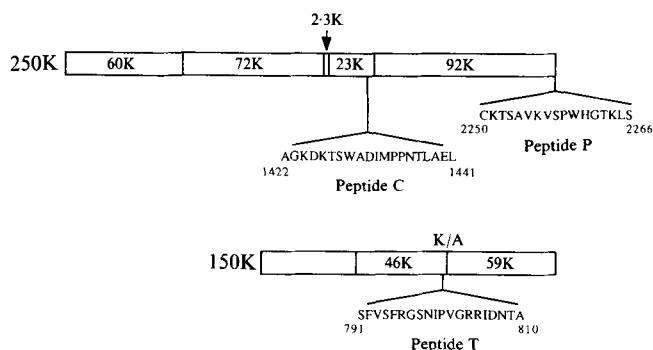 2·3K
250K 60K 72K 23K 92K
CKTSAVKVSPWHGTKLS
2250 2266
Peptide P
AGKDKTSWADIMPPNTLAEL
1422 1441
Peptide C
K/A
150K 46K 59K
SFVSFRGSNIPVGRRIDNTA
791 810
Peptide T